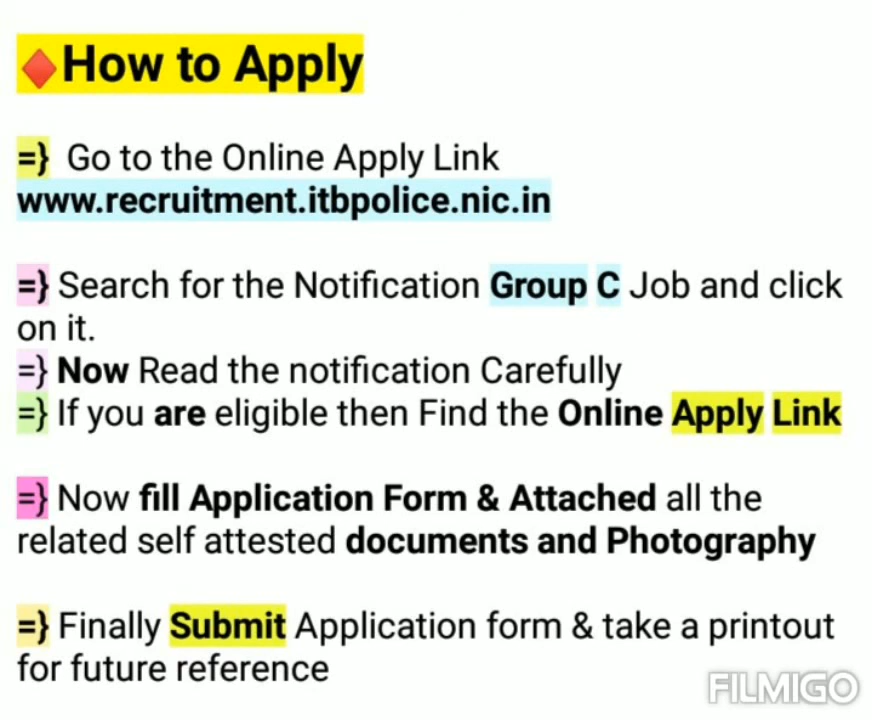 ♦️How to Apply
=} Go to the Online Apply Link
www.recruitment.itbpolice.nic.in
=} Search for the Notification Group C Job and click
on it.
=} Now Read the notification Carefully
=} If you are eligible then Find the Online Apply Link
=} Now fill Application Form & Attached all the
related self attested documents and Photography
=} Finally Submit Application form & take a printout
for future reference
FILMIGO